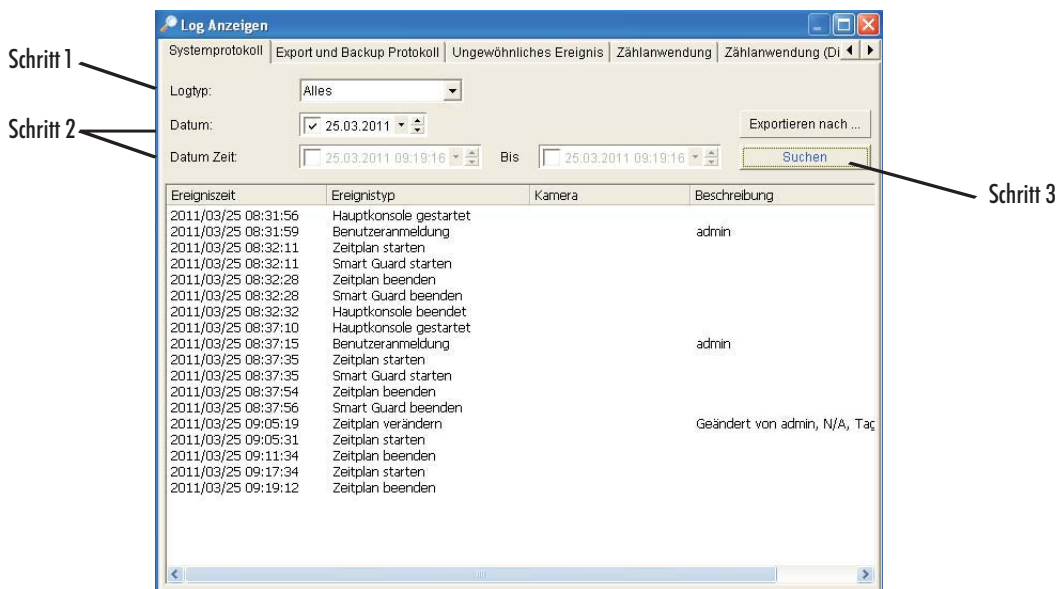 Log Anzeigen
Systemprotokoll Export und Backup Protokoll Ungewöhnliches Ereignis Zählanwendung Zählanwendung (Di
Schritt 1
Logtyp: Alles
Schritt 2
Datum: 25.03.2011 Exportieren nach ...
Datum Zeit: 25.03.2011 09:19:16 Bis 25.03.2011 09:19:16 Suchen
Schritt 3
Ereigniszeit Ereignistyp Kamera Beschreibung
2011/03/25 08:31:56 Hauptkonsole gestartet
2011/03/25 08:31:59 Benutzeranmeldung admin
2011/03/25 08:32:11 Zeitplan starten
2011/03/25 08:32:11 Smart Guard starten
2011/03/25 08:32:28 Zeitplan beenden
2011/03/25 08:32:28 Smart Guard beenden
2011/03/25 08:32:32 Hauptkonsole beendet
2011/03/25 08:37:10 Hauptkonsole gestartet
2011/03/25 08:37:15 Benutzeranmeldung admin
2011/03/25 08:37:35 Zeitplan starten
2011/03/25 08:37:35 Smart Guard starten
2011/03/25 08:37:54 Zeitplan beenden
2011/03/25 08:37:56 Smart Guard beenden
2011/03/25 09:05:19 Zeitplan verändern Geändert von admin, N/A, Tag
2011/03/25 09:05:31 Zeitplan starten
2011/03/25 09:11:34 Zeitplan beenden
2011/03/25 09:17:34 Zeitplan starten
2011/03/25 09:19:12 Zeitplan beenden